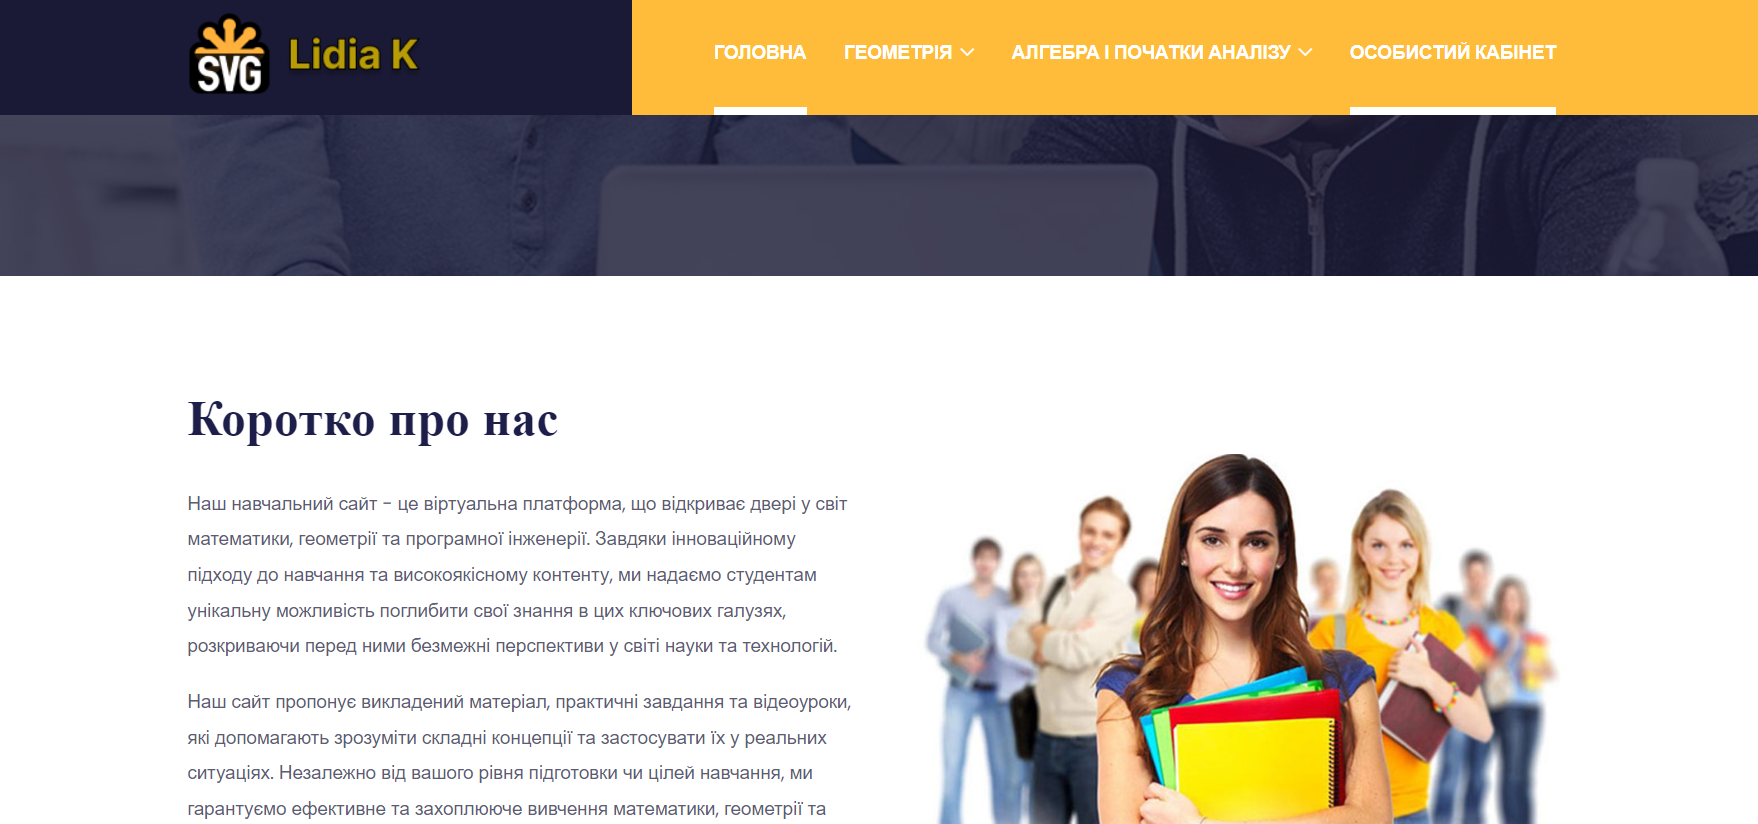 SVG
Lidia K
ГОЛОВНА ГЕОМЕТРІЯ АЛГЕБРА І ПОЧАТКИ АНАЛІЗУ ОСОБИСТИЙ КАБІНЕТ
Коротко про нас
Наш навчальний сайт - це віртуальна платформа, що відкриває двері у світ
математики, геометрії та програмної інженерії. Завдяки інноваційному
підходу до навчання та високоякісному контенту, ми надаємо студентам
унікальну можливість поглибити свої знання в цих ключових галузях,
розкриваючи перед ними безмежні перспективи у світі науки та технологій.
Наш сайт пропонує викладений матеріал, практичні завдання та відеоуроки,
які допомагають зрозуміти складні концепції та застосувати їх у реальних
ситуаціях. Незалежно від вашого рівня підготовки чи цілей навчання, ми
гарантуємо ефективне та захоплююче вивчення математики, геометрії та